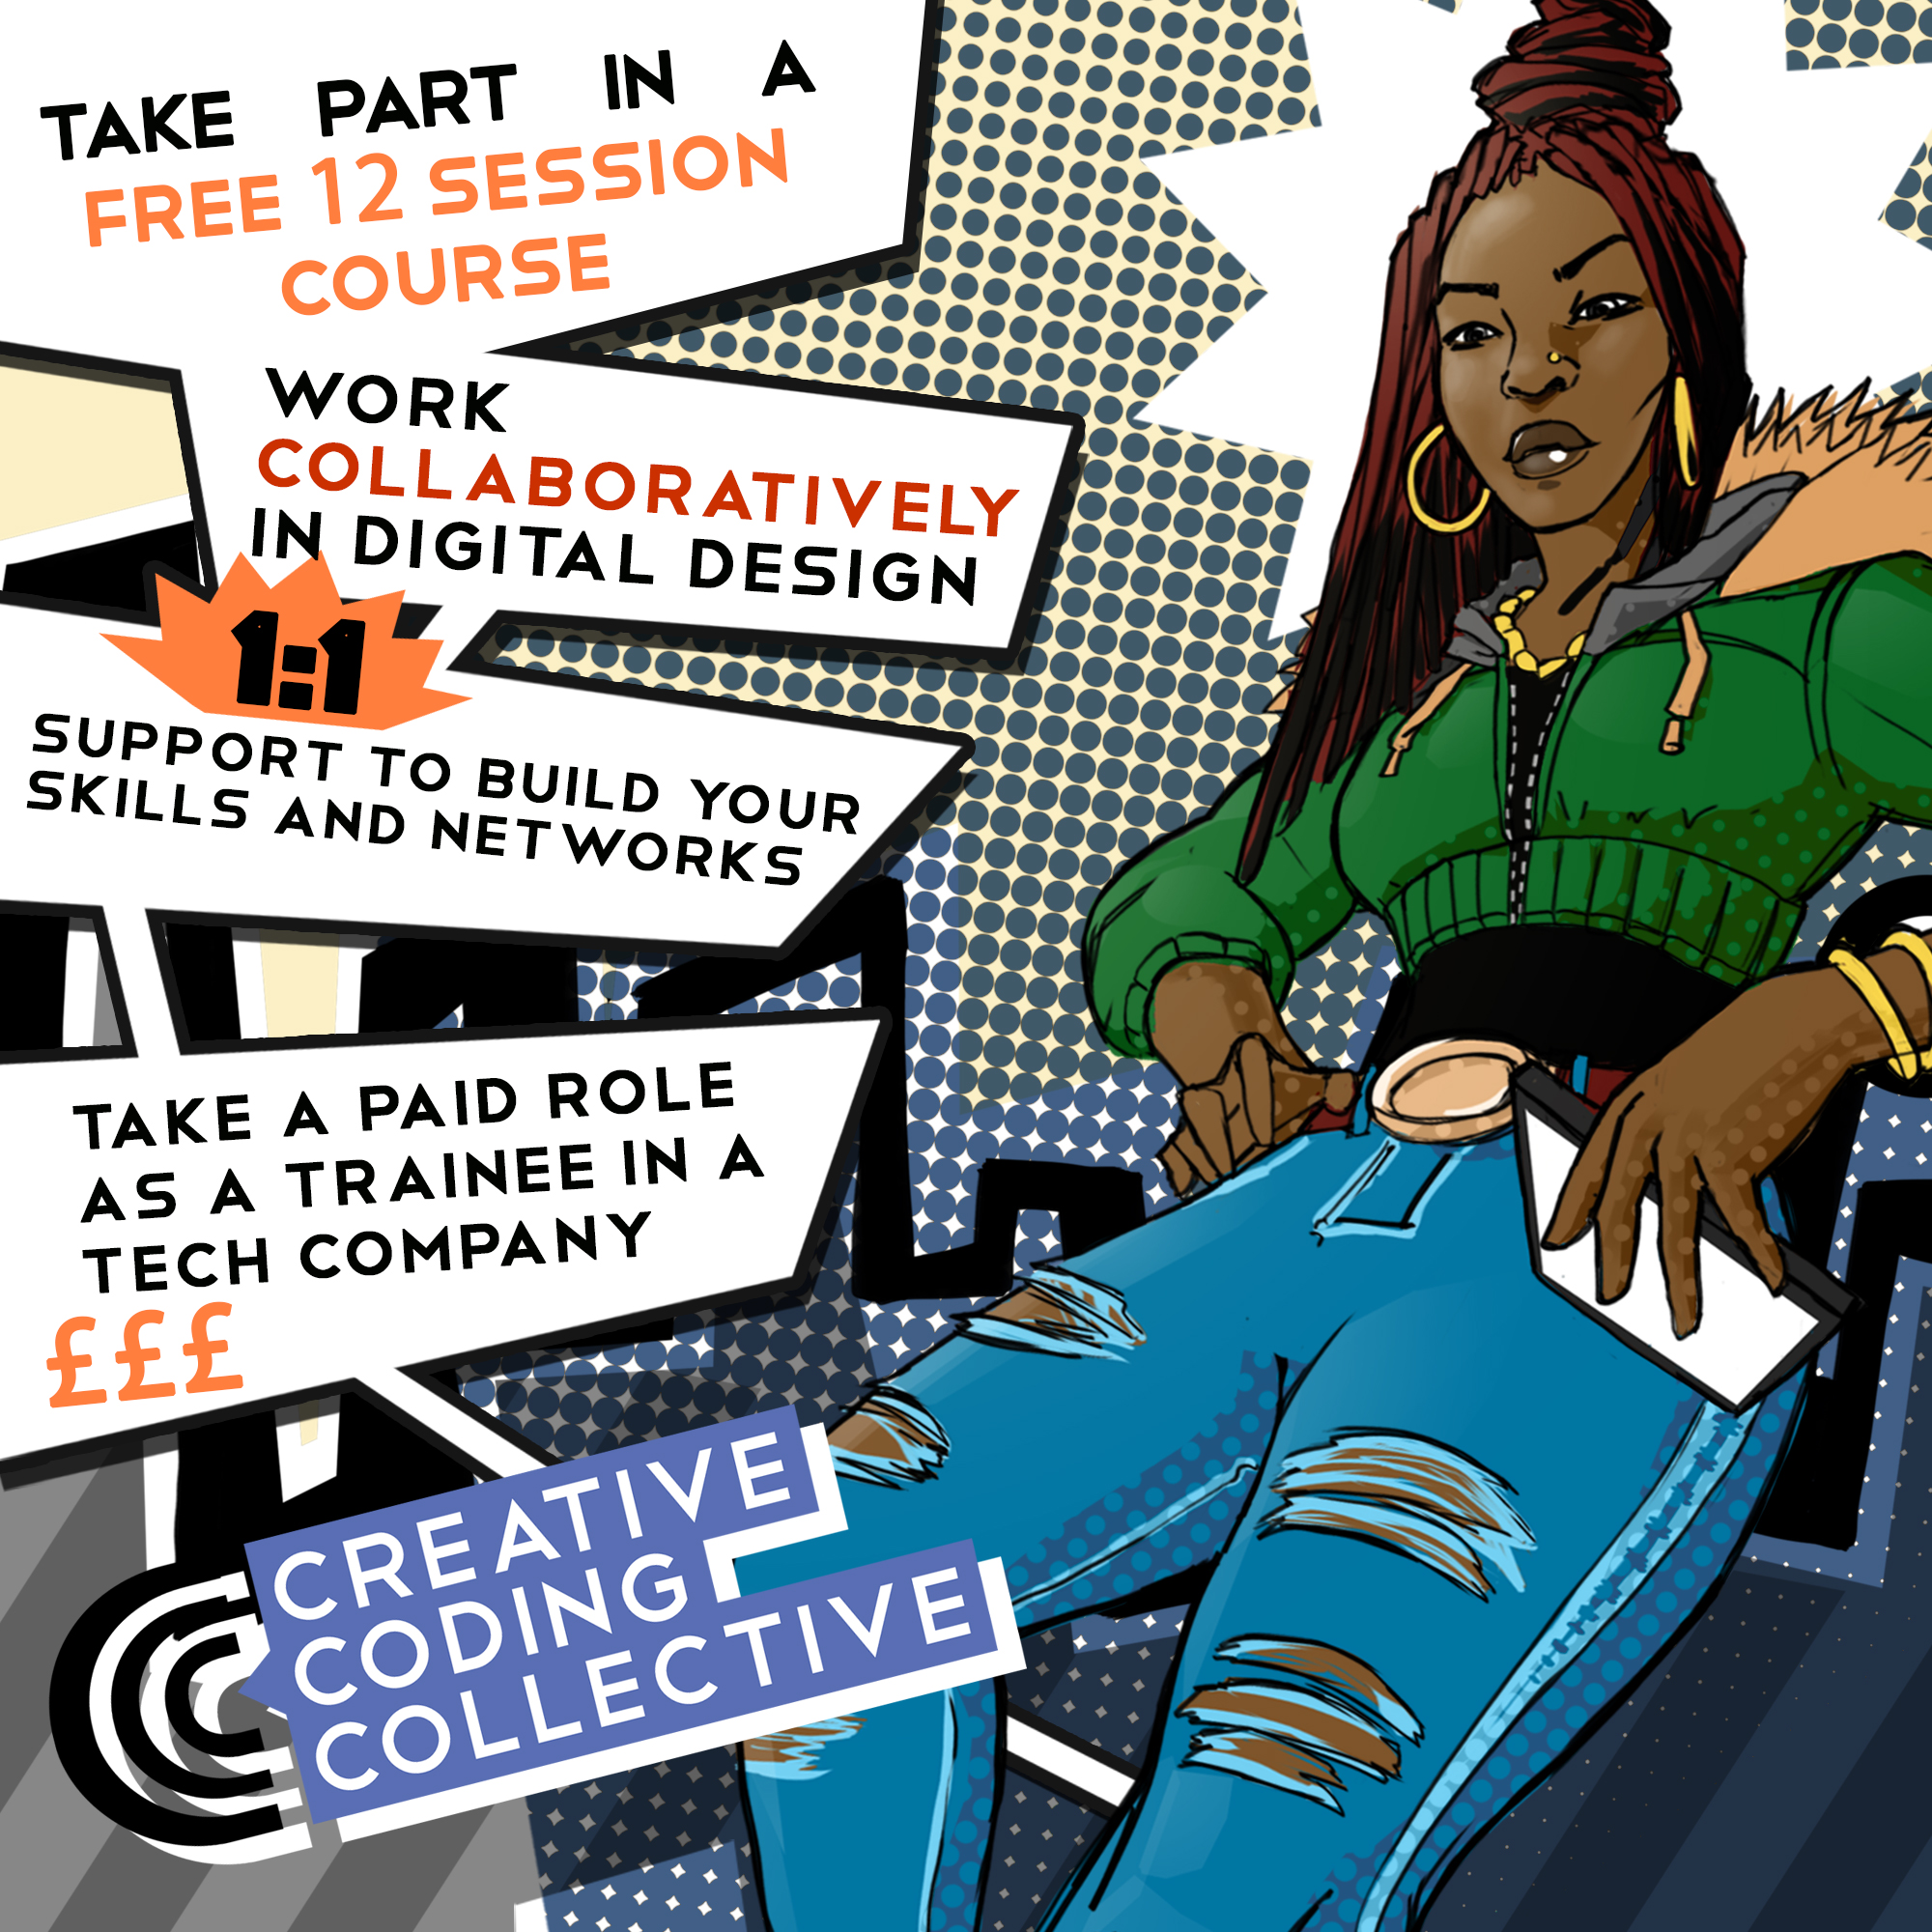 TAKE PART IN A
FREE 12 SESSION
COURSE
WORK
COLLABORATIVELY
IN DIGITAL DESIGN
1:1
SUPPORT TO BUILD YOUR
SKILLS AND NETWORKS
TAKE A PAID ROLE
AS A TRAINEE IN A
TECH COMPANY
£££
CCC
CREATIVE
CODING
COLLECTIVE